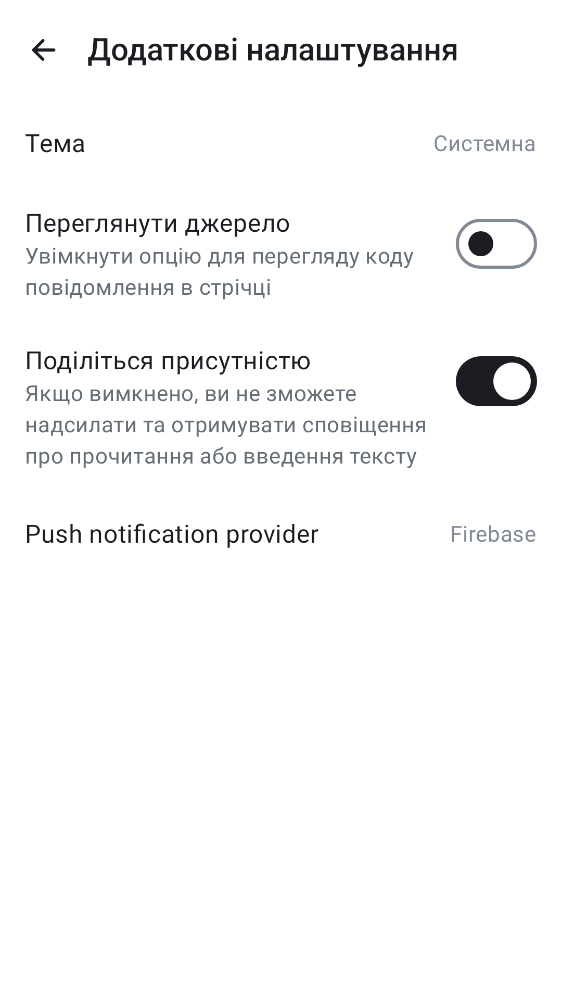 Додаткові налаштування
Тема
Системна
Переглянути джерело
Увімкнути опцію для перегляду коду
повідомлення в стрічці
Поділіться присутністю
Якщо вимкнено, ви не зможете
надсилати та отримувати сповіщення
про прочитання або введення тексту
Push notification provider
Firebase